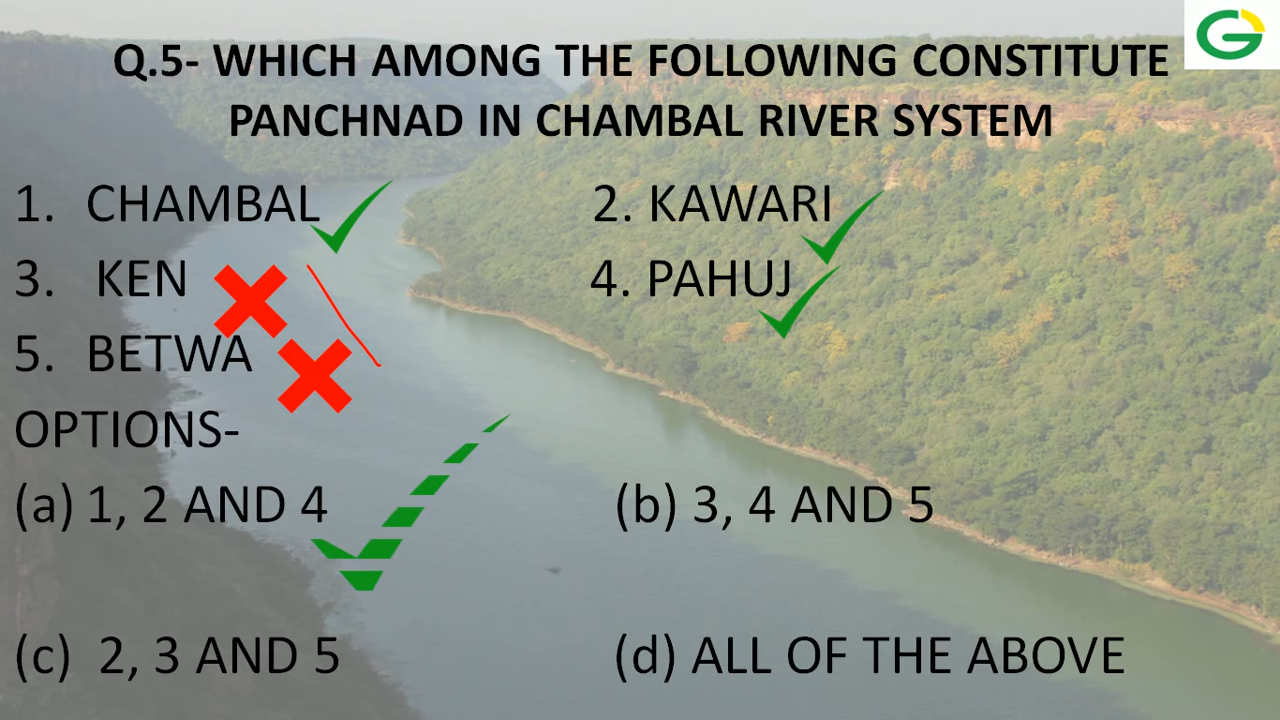 Q.5- WHICH AMONG THE FOLLOWING CONSTITUTE
PANCHNAD IN CHAMBAL RIVER SYSTEM
1. CHAMBAL 2. KAWARI
3. KEN 4. PAHUJ
5. BETWA
OPTIONS-
(a) 1, 2 AND 4 (b) 3, 4 AND 5
(c) 2, 3 AND 5 (d) ALL OF THE ABOVE